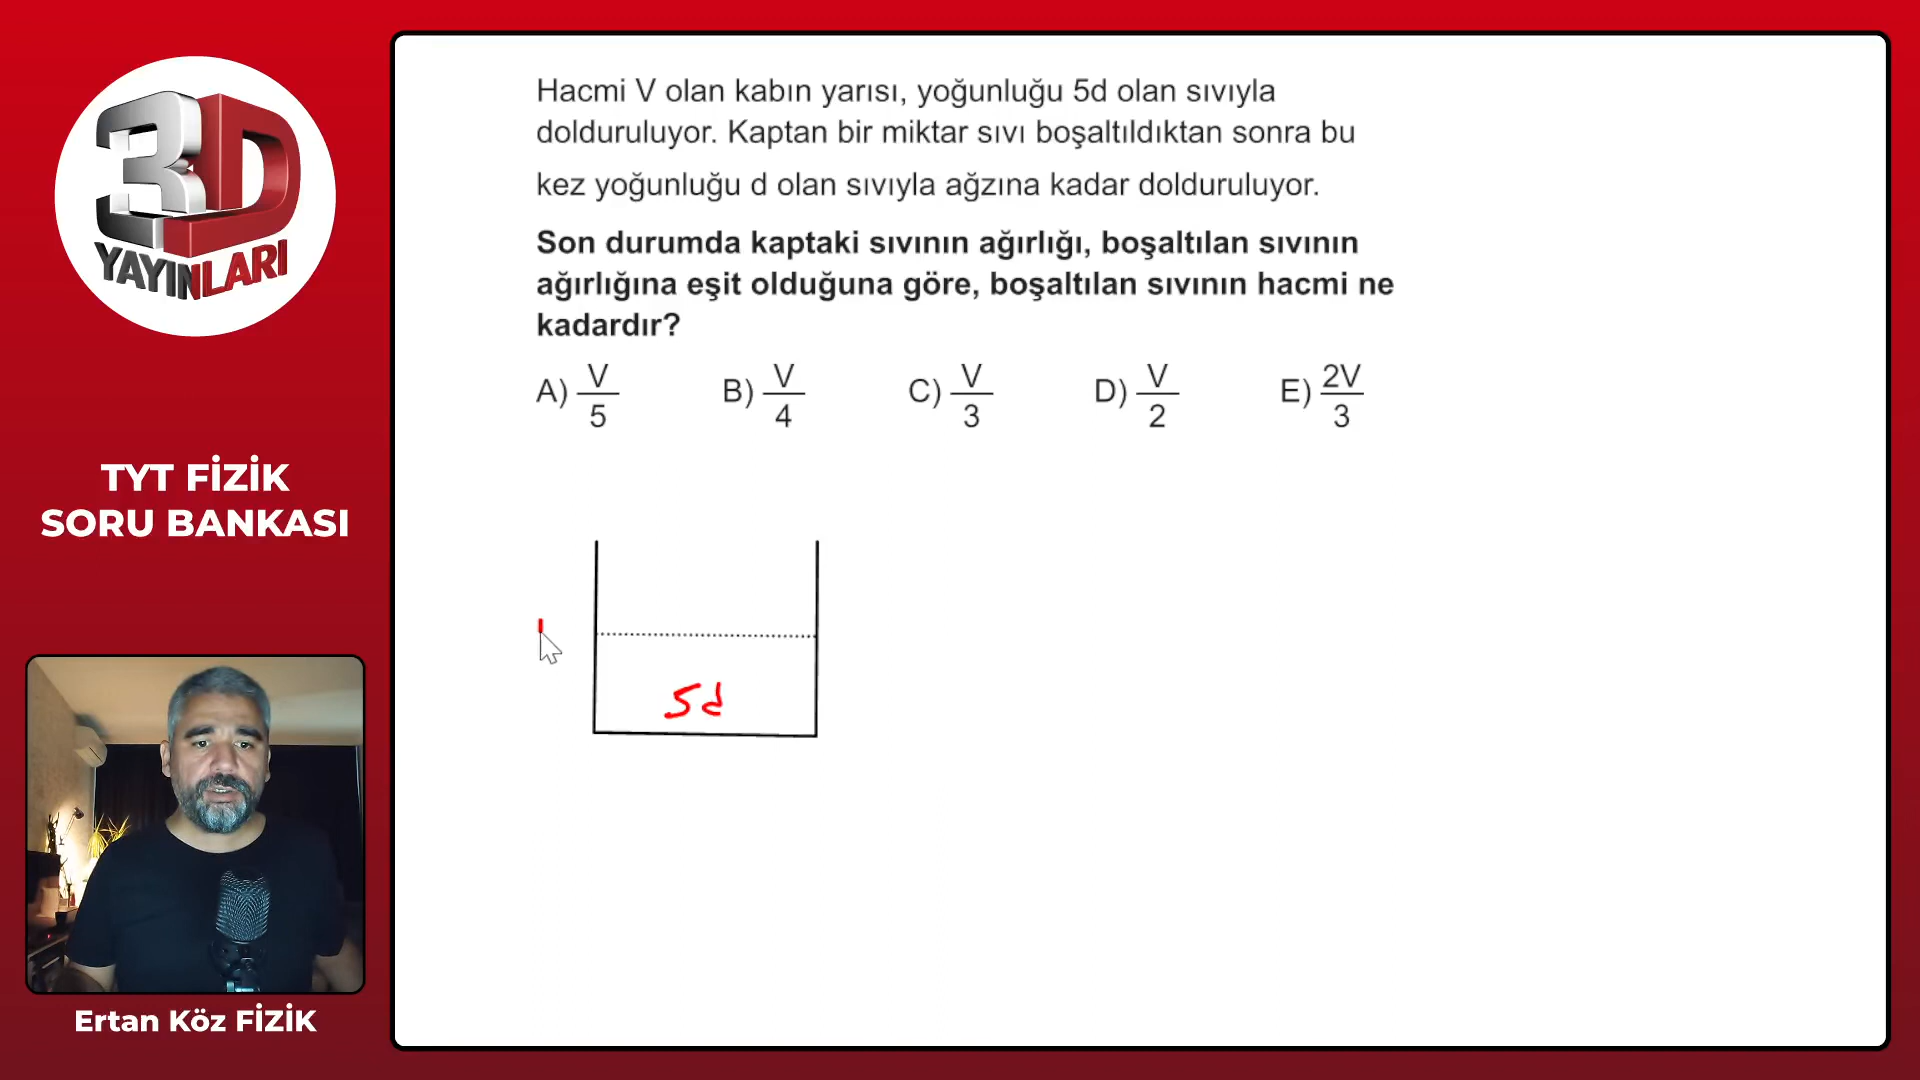 3D
YAYINLARI
TYT FİZİK
SORU BANKASI
Ertan Köz FİZİK
Hacmi V olan kabın yarısı, yoğunluğu 5d olan sıvıyla
dolduruluyor. Kaptan bir miktar sıvı boşaltıldıktan sonra bu
kez yoğunluğu d olan sıvıyla ağzına kadar dolduruluyor.
Son durumda kaptaki sıvının ağırlığı, boşaltılan sıvının
ağırlığına eşit olduğuna göre, boşaltılan sıvının hacmi ne
kadardır?
A) V/5 B) V/4 C) V/3 D) V/2 E) 2V/3
5d